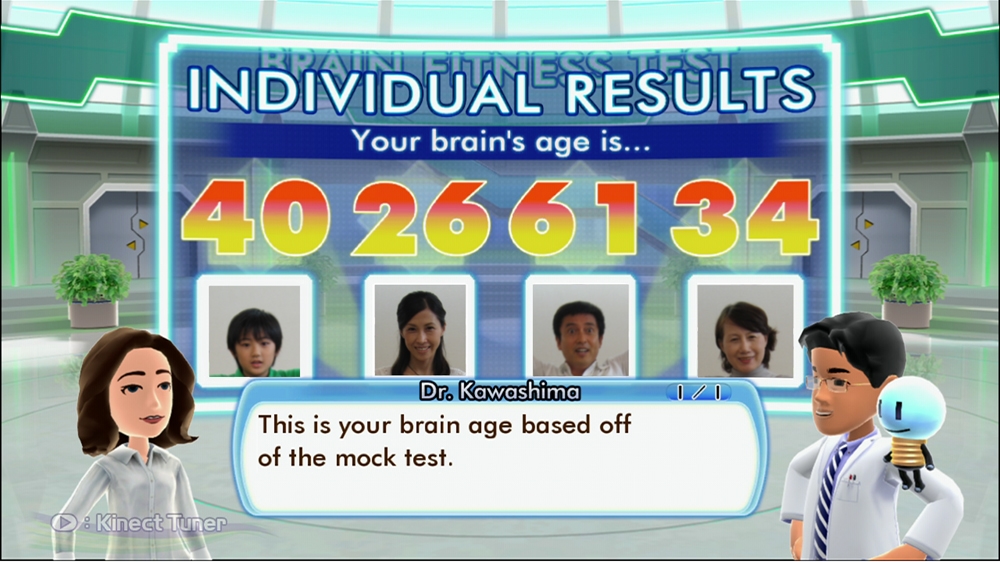 BRAIN FITNESS TEST
INDIVIDUAL RESULTS
Your brain's age is...
40 26 61 34
Dr. Kawashima
1/1
This is your brain age based off
of the mock test.
: Kinect Tuner